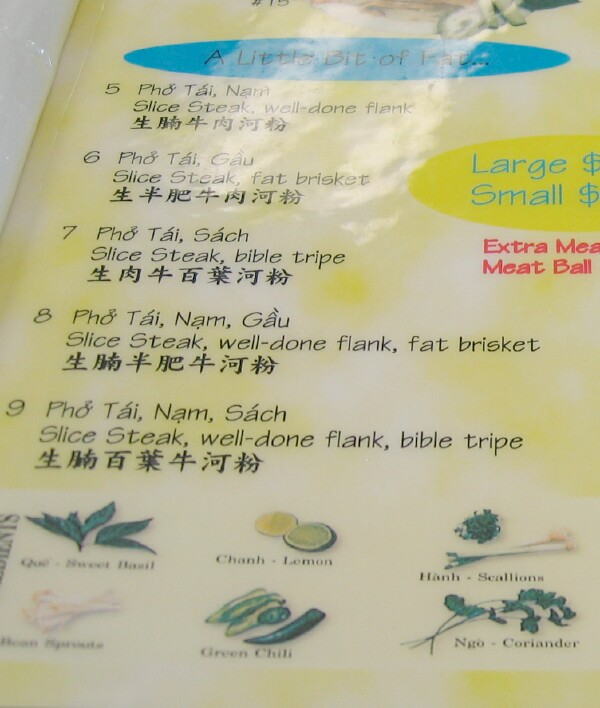 #15
A Little Bit of Fat...
5 Phở Tái, Nạm
Slice Steak, well-done flank
生腩牛肉河粉
6 Phở Tái, Gầu
Slice Steak, fat brisket
生半肥牛肉河粉
Large $
Small $
7 Phở Tái, Sách
Slice Steak, bible tripe
生肉牛百葉河粉
Extra Mea
Meat Ball
8 Phở Tái, Nạm, Gầu
Slice Steak, well-done flank, fat brisket
生腩半肥牛河粉
9 Phở Tái, Nạm, Sách
Slice Steak, well-done flank, bible tripe
生腩百葉牛河粉
Quế - Sweet Basil
Chanh - Lemon
Hành - Scallions
Bean Sprouts
Green Chili
Ngò - Coriander